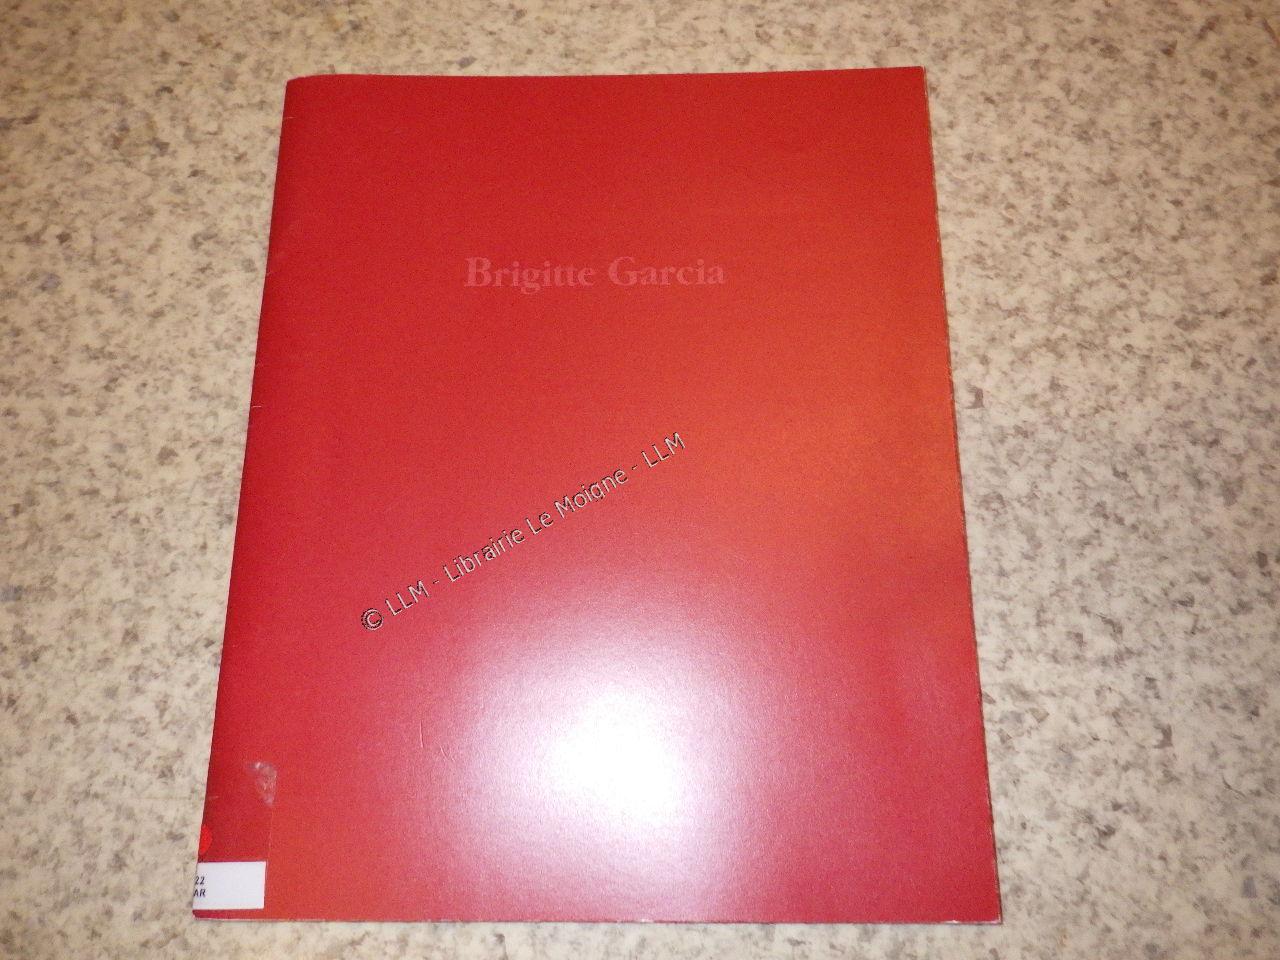 Brigitte Garcia
© LLM - Librairie Le Moigne - LLM
22
AR